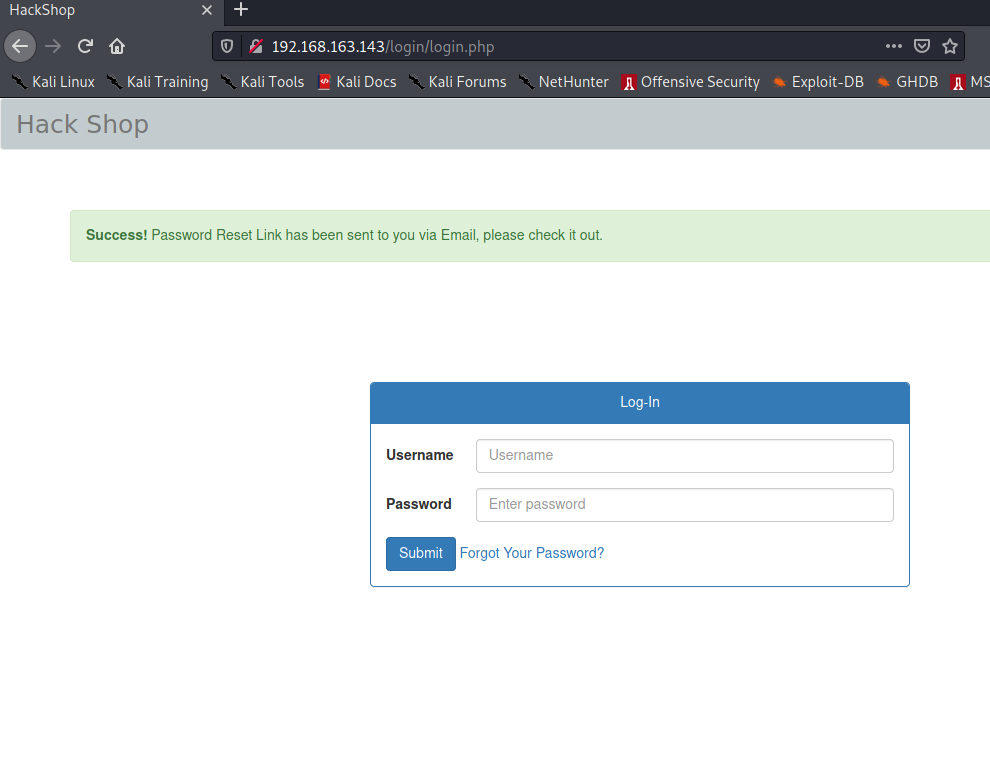 HackShop
192.168.163.143/login/login.php
Kali Linux Kali Training Kali Tools Kali Docs Kali Forums NetHunter Offensive Security Exploit-DB GHDB MS
Hack Shop
Success! Password Reset Link has been sent to you via Email, please check it out.
Log-In
Username Username
Password Enter password
Submit Forgot Your Password?